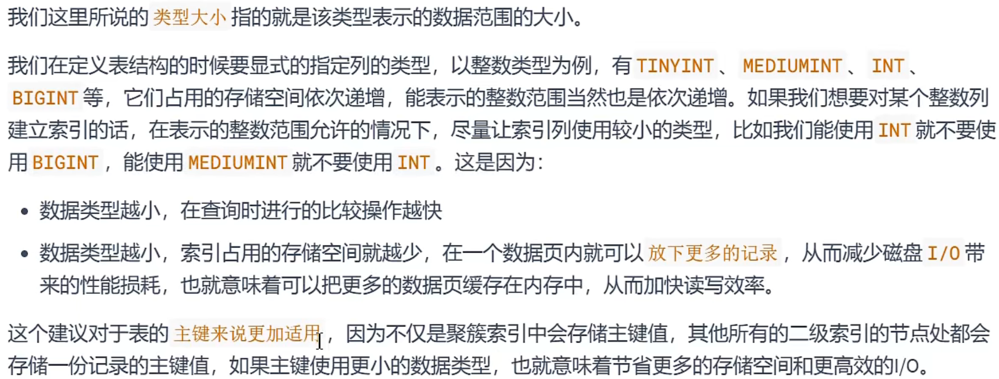 我们这里所说的 类型大小 指的就是该类型表示的数据范围的大小。
我们在定义表结构的时候要显式的指定列的类型，以整数类型为例，有 TINYINT 、 MEDIUMINT 、 INT 、
BIGINT 等，它们占用的存储空间依次递增，能表示的整数范围当然也是依次递增。如果我们想要对某个整数列
建立索引的话，在表示的整数范围允许的情况下，尽量让索引列使用较小的类型，比如我们能使用 INT 就不要使
用 BIGINT ，能使用 MEDIUMINT 就不要使用 INT 。这是因为：
• 数据类型越小，在查询时进行的比较操作越快
• 数据类型越小，索引占用的存储空间就越少，在一个数据页内就可以 放下更多的记录 ，从而减少磁盘 I/O 带
来的性能损耗，也就意味着可以把更多的数据页缓存在内存中，从而加快读写效率。
这个建议对于表的 主键来说更加适用 ，因为不仅是聚簇索引中会存储主键值，其他所有的二级索引的节点处都会
存储一份记录的主键值，如果主键使用更小的数据类型，也就意味着节省更多的存储空间和更高效的I/O。